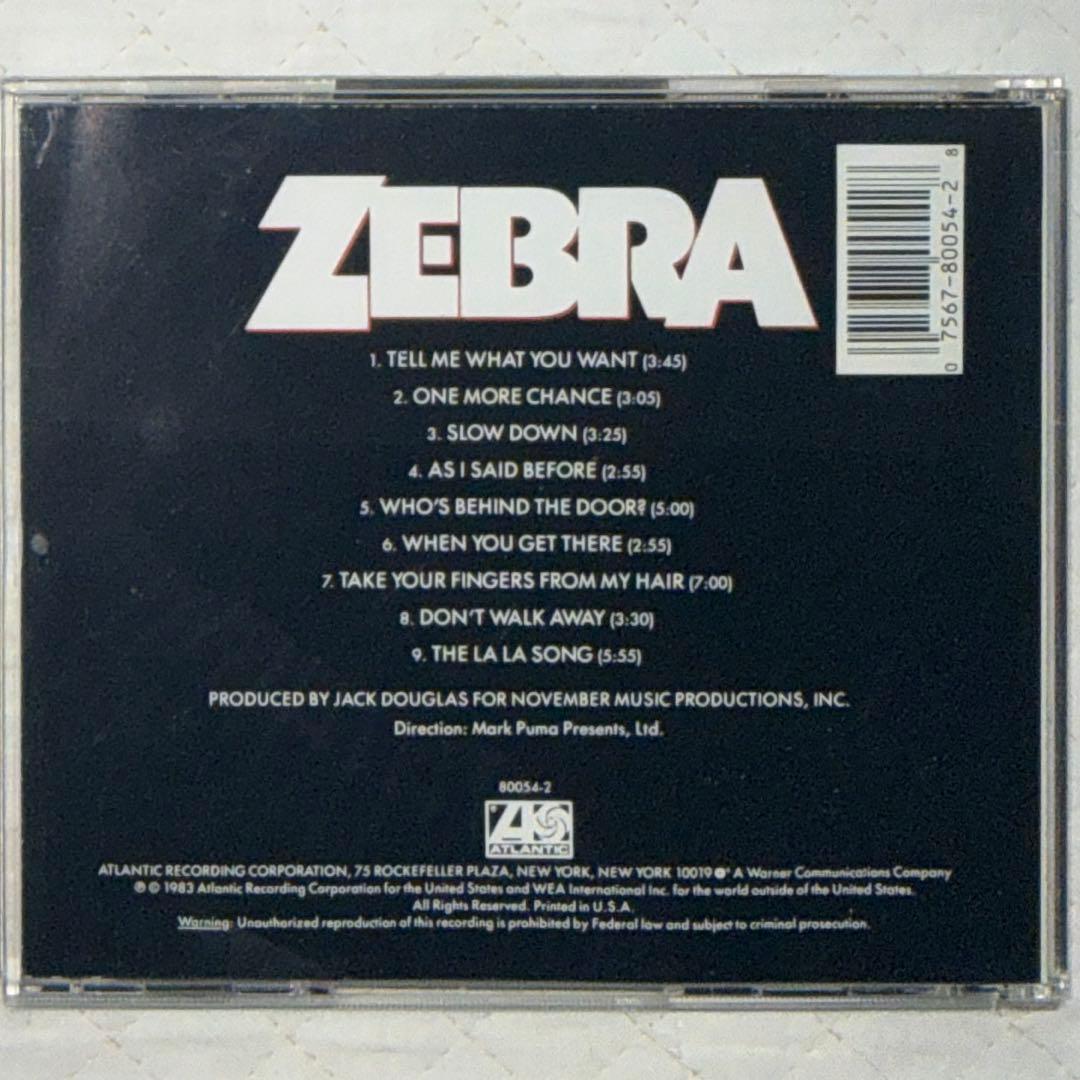 ZEBRA
0 7567-80054-2 8
1. TELL ME WHAT YOU WANT (3:45)
2. ONE MORE CHANCE (3:05)
3. SLOW DOWN (3:25)
4. AS I SAID BEFORE (2:55)
5. WHO'S BEHIND THE DOOR? (5:00)
6. WHEN YOU GET THERE (2:55)
7. TAKE YOUR FINGERS FROM MY HAIR (7:00)
8. DON'T WALK AWAY (3:30)
9. THE LA LA SONG (5:55)
PRODUCED BY JACK DOUGLAS FOR NOVEMBER MUSIC PRODUCTIONS, INC.
Direction: Mark Puma Presents, Ltd.
80054-2
ATLANTIC
ATLANTIC RECORDING CORPORATION, 75 ROCKEFELLER PLAZA, NEW YORK, NEW YORK 10019 A Warner Communications Company
℗ © 1983 Atlantic Recording Corporation for the United States and WEA International Inc. for the world outside of the United States.
All Rights Reserved. Printed in U.S.A.
Warning: Unauthorized reproduction of this recording is prohibited by Federal law and subject to criminal prosecution.